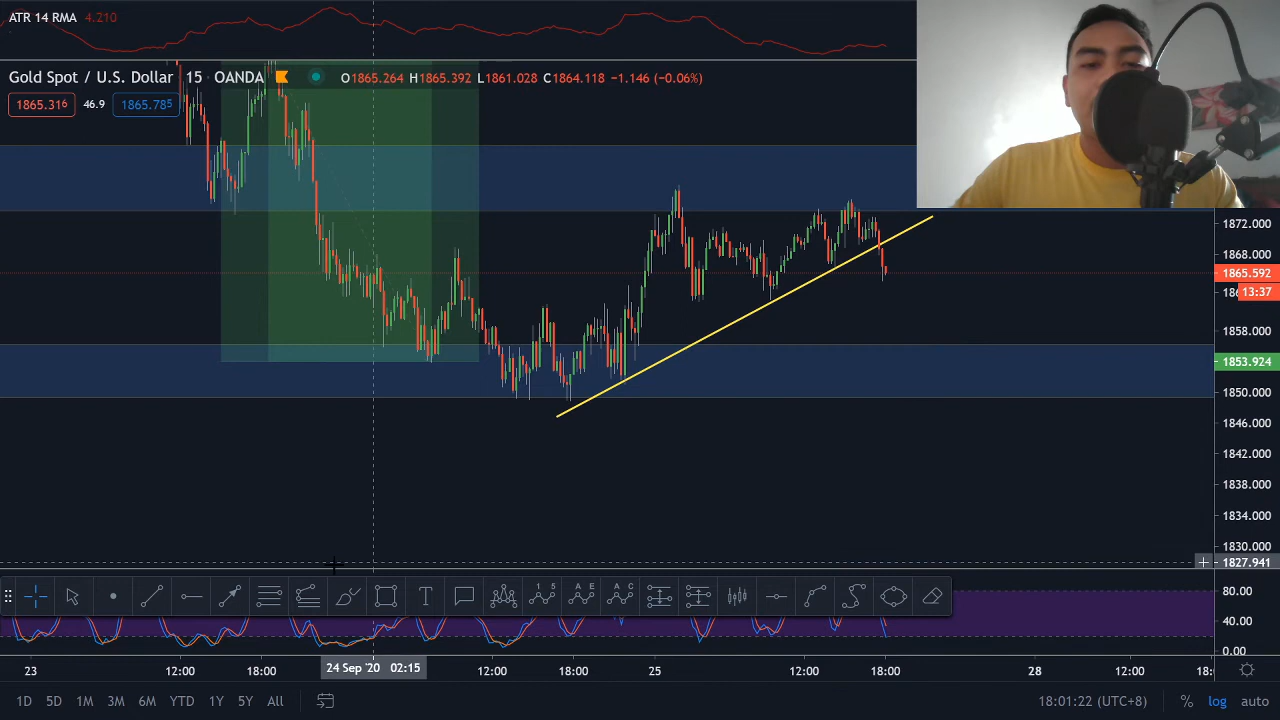 ATR 14 RMA 4.210
Gold Spot / U.S. Dollar 15 OANDA O1865.264 H1865.392 L1861.028 C1864.118 −1.146 (−0.06%)
1865.316 46.9 1865.785
1872.000
1868.000
1865.592
13:37
1858.000
1853.924
1850.000
1846.000
1842.000
1838.000
1834.000
1830.000
1827.941
T 1 5 A E A C
80.00
40.00
0.00
23 12:00 18:00 24 Sep '20 02:15 12:00 18:00 25 12:00 18:00 28 12:00
1D 5D 1M 3M 6M YTD 1Y 5Y All 18:01:22 (UTC+8) % log auto